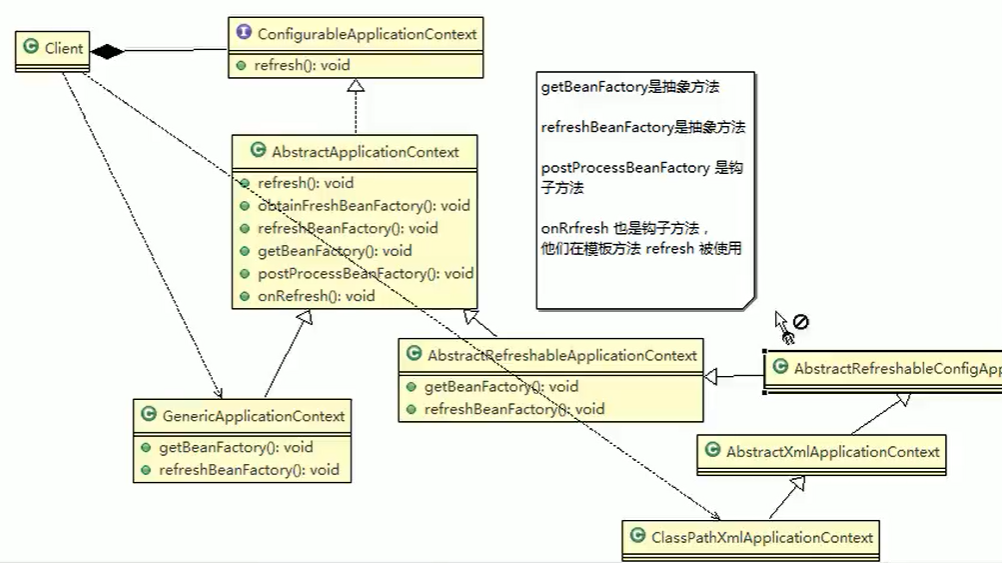 Client
ConfigurableApplicationContext
refresh(): void
AbstractApplicationContext
refresh(): void
obtainFreshBeanFactory(): void
refreshBeanFactory(): void
getBeanFactory(): void
postProcessBeanFactory(): void
onRefresh(): void
getBeanFactory是抽象方法
refreshBeanFactory是抽象方法
postProcessBeanFactory 是钩
子方法
onRrfresh 也是钩子方法，
他们在模板方法 refresh 被使用
AbstractRefreshableApplicationContext
getBeanFactory(): void
refreshBeanFactory(): void
AbstractRefreshableConfigApp
GenericApplicationContext
getBeanFactory(): void
refreshBeanFactory(): void
AbstractXmlApplicationContext
ClassPathXmlApplicationContext